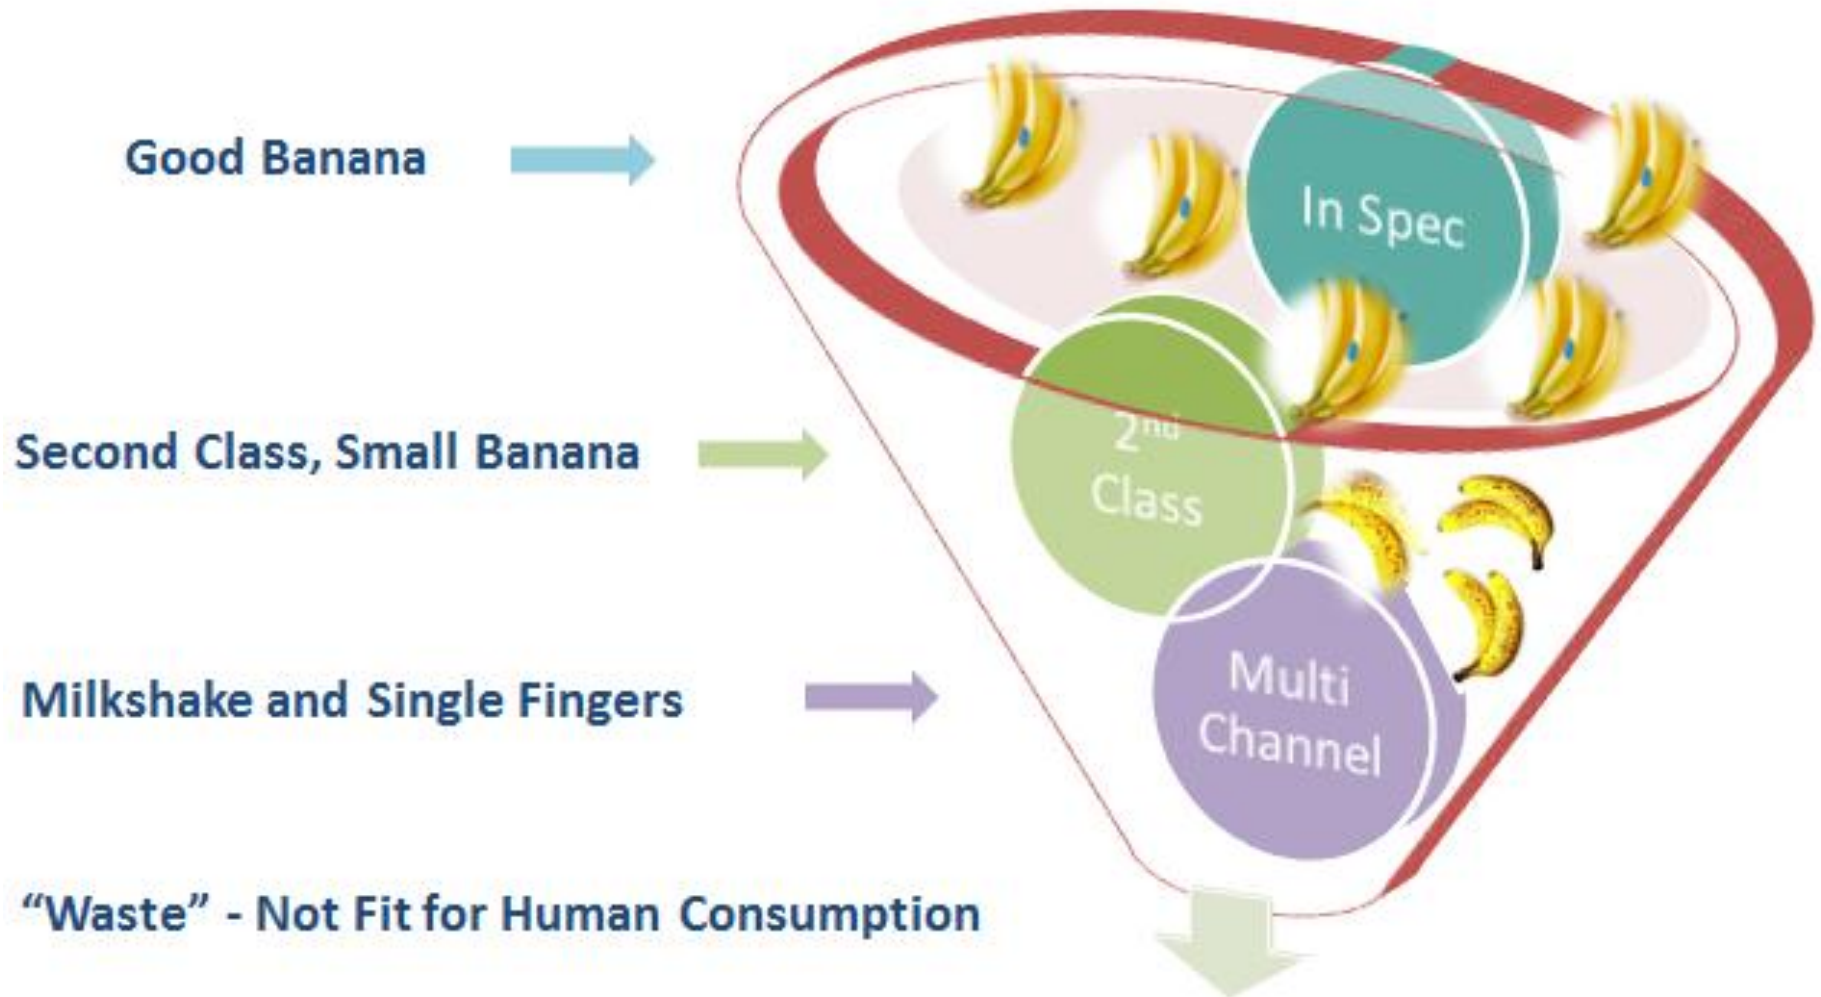 Good Banana
In Spec
Second Class, Small Banana
2nd
Class
Milkshake and Single Fingers
Multi
Channel
“Waste” - Not Fit for Human Consumption